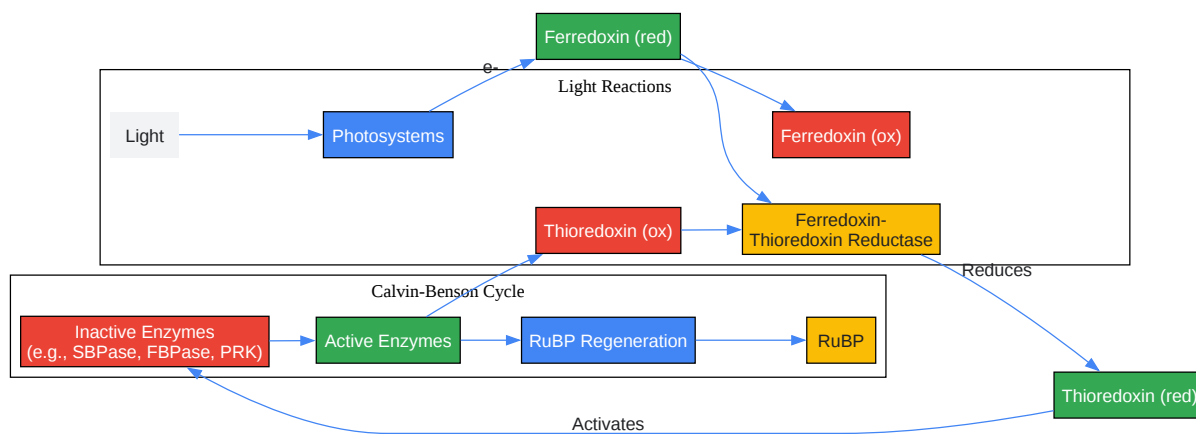 Ferredoxin (red)
e-
Light Reactions
Light
Photosystems
Ferredoxin (ox)
Thioredoxin (ox)
Ferredoxin-
Thioredoxin Reductase
Reduces
Calvin-Benson Cycle
Inactive Enzymes
(e.g., SBPase, FBPase, PRK)
Active Enzymes
RuBP Regeneration
RuBP
Thioredoxin (red)
Activates